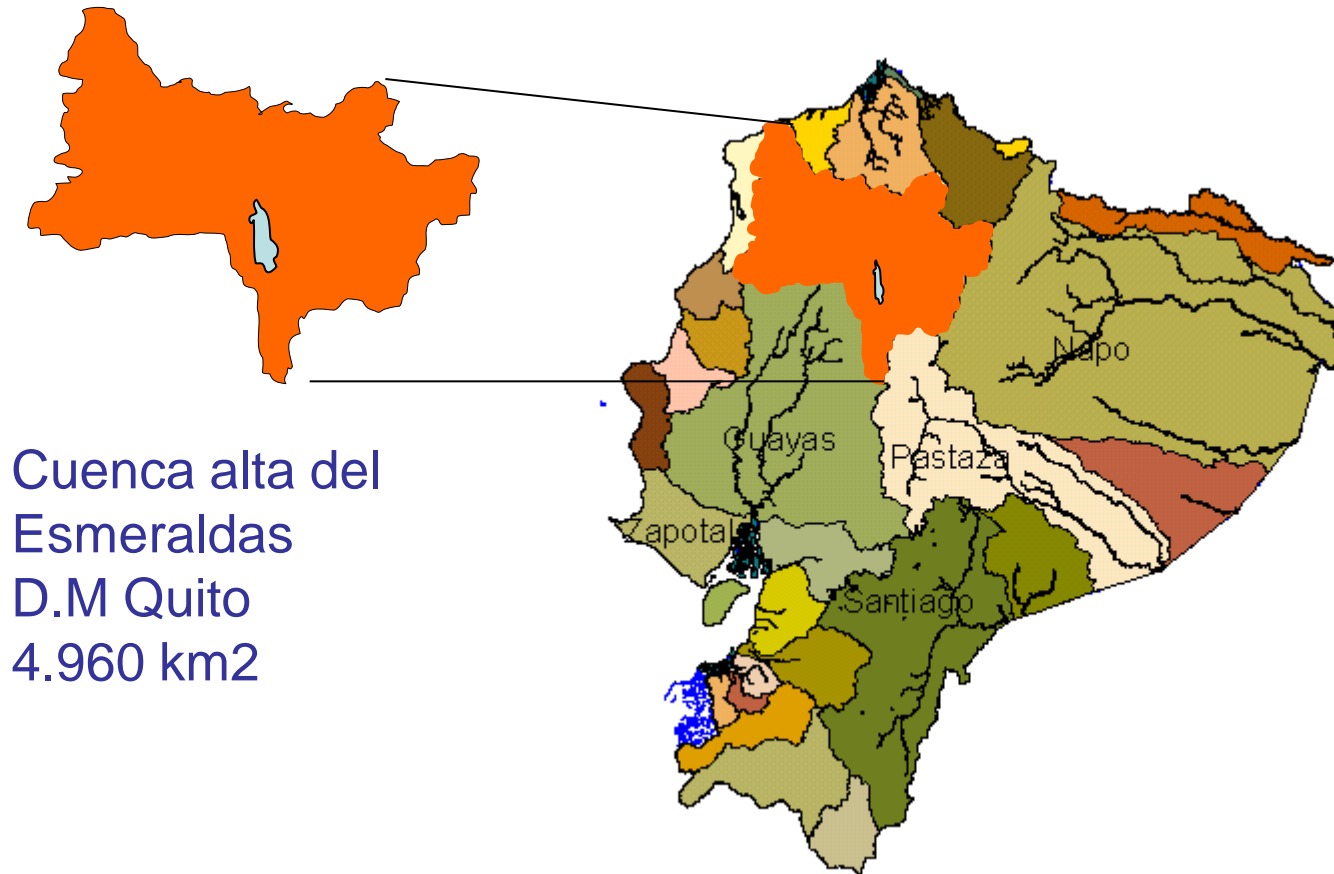 Cuenca alta del
Esmeraldas
D.M Quito
4.960 km2
Napo
Guayas
Pastaza
Zapotal
Santiago